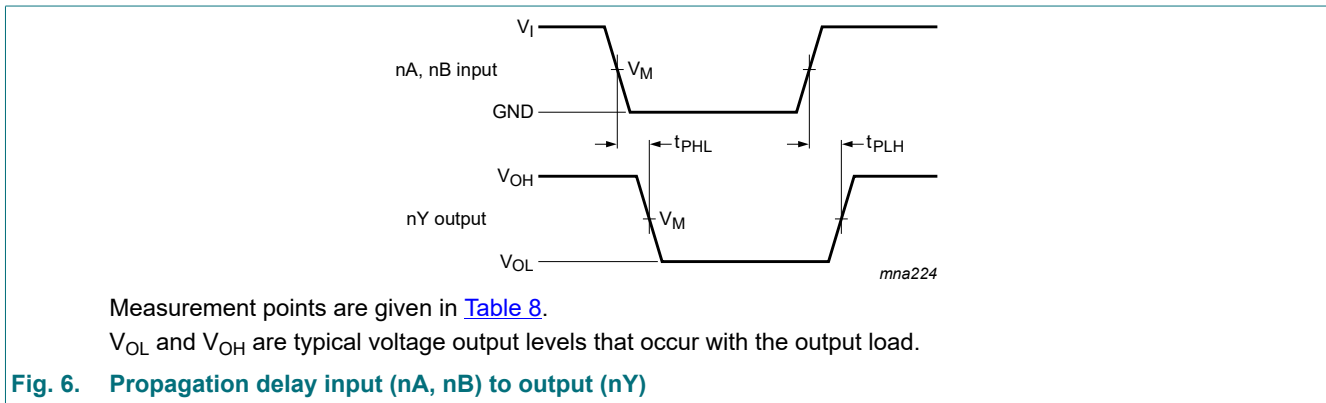 V_I
nA, nB input
V_M
GND
t_PHL
t_PLH
V_OH
nY output
V_M
V_OL
mna224
Measurement points are given in Table 8.
V_OL and V_OH are typical voltage output levels that occur with the output load.
Fig. 6. Propagation delay input (nA, nB) to output (nY)